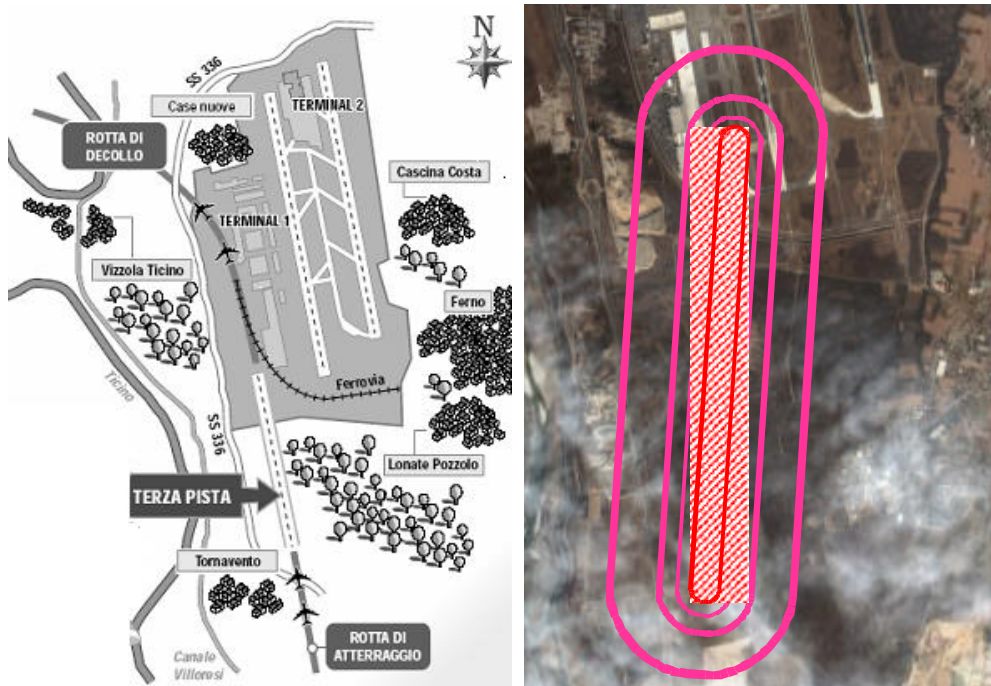 N
SS 336
Case nuove
TERMINAL 2
ROTTA DI
DECOLLO
Cascina Costa
TERMINAL 1
Vizzola Ticino
Ferno
Ticino
Ferrovia
SS 336
Lonate Pozzolo
TERZA PISTA
Tornavento
ROTTA DI
ATTERRAGGIO
Canale
Villoresi